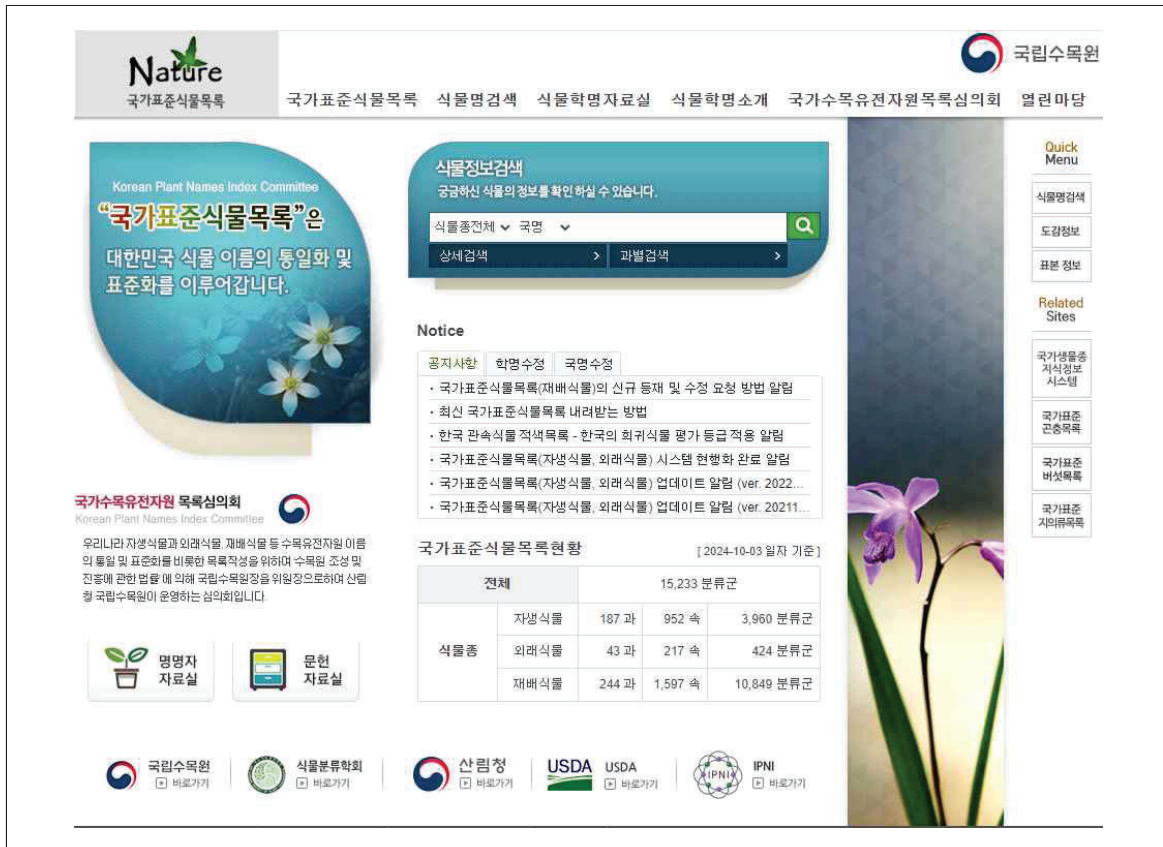 Nature
국가표준식물목록
국립수목원
국가표준식물목록 식물명검색 식물학명자료실 식물학명소개 국가수목유전자원목록심의회 열린마당
Korean Plant Names Index Committee
“국가표준식물목록”은
대한민국 식물 이름의 통일화 및
표준화를 이루어갑니다.
식물정보검색
궁금하신 식물의 정보를 확인 하실 수 있습니다.
식물종전체 국명
상세검색 > 과별검색 >
Notice
공지사항 학명수정 국명수정
· 국가표준식물목록(재배식물)의 신규 등재 및 수정 요청 방법 알림
· 최신 국가표준식물목록 내려받는 방법
· 한국 관속식물 적색목록 - 한국의 희귀식물 평가 등급 적용 알림
· 국가표준식물목록(자생식물, 외래식물) 시스템 현행화 완료 알림
· 국가표준식물목록(자생식물, 외래식물) 업데이트 알림 (ver. 2022...
· 국가표준식물목록(자생식물, 외래식물) 업데이트 알림 (ver. 20211...
국가수목유전자원 목록심의회
Korean Plant Names Index Committee
우리나라 자생식물과 외래식물, 재배식물 등 수목유전자원 이름
의 통일 및 표준화를 비롯한 목록작성을 위하여 수목원 조성 및
진흥에 관한 법률 에 의해 국립수목원장을 위원장으로하여 산림
청 국립수목원이 운영하는 심의회입니다.
명명자
자료실
문헌
자료실
국가표준식물목록현황 [ 2024-10-03 일자 기준 ]
전체 15,233 분류군
식물종
자생식물 187 과 952 속 3,960 분류군
외래식물 43 과 217 속 424 분류군
재배식물 244 과 1,597 속 10,849 분류군
Quick
Menu
식물명검색
도감정보
표본 정보
Related
Sites
국가생물종
지식정보
시스템
국가표준
곤충목록
국가표준
버섯목록
국가표준
지의류목록
국립수목원
바로가기
식물분류학회
바로가기
산림청
바로가기
USDA
USDA
바로가기
IPNI
IPNI
바로가기